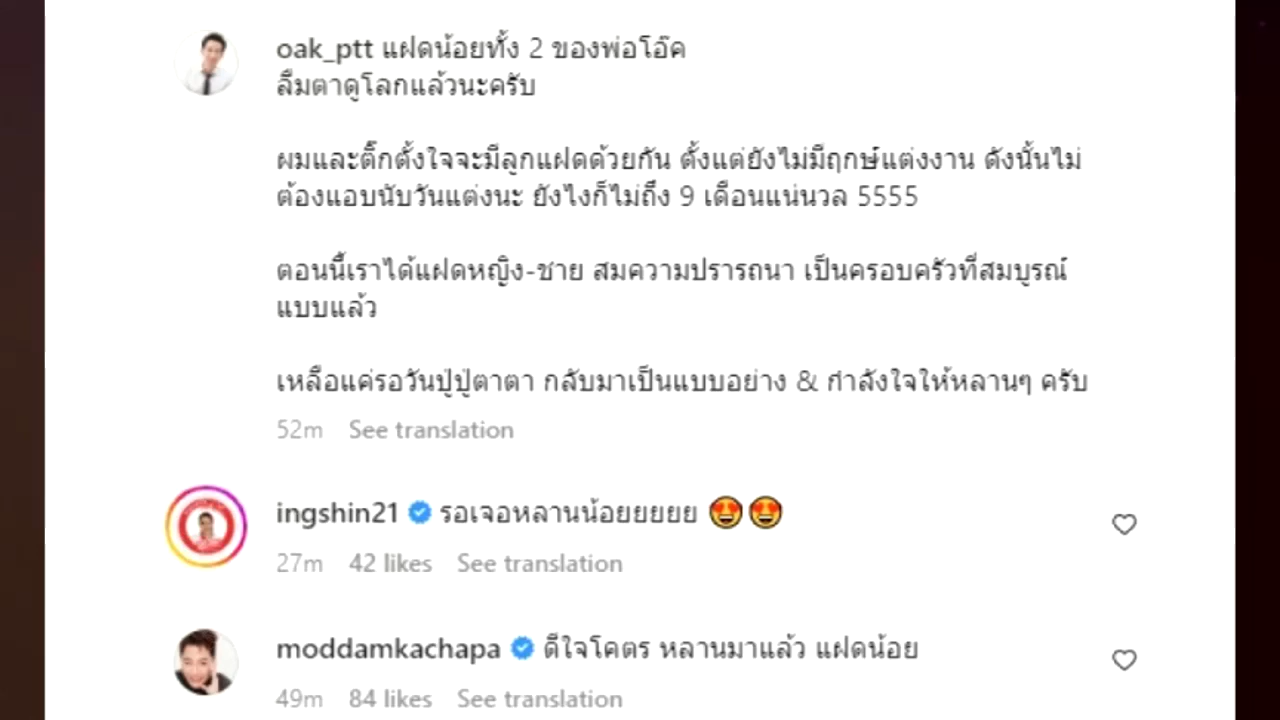 oak_ptt แฝดน้อยทั้ง 2 ของพ่อโอ๊ค
ลืมตาดูโลกแล้วนะครับ
ผมและติ๊กตั้งใจจะมีลูกแฝดด้วยกัน ตั้งแต่ยังไม่มีฤกษ์แต่งงาน ดังนั้นไม่
ต้องแอบนับวันแต่งนะ ยังไงก็ไม่ถึง 9 เดือนแน่นวล 5555
ตอนนี้เราได้แฝดหญิง-ชาย สมความปรารถนา เป็นครอบครัวที่สมบูรณ์
แบบแล้ว
เหลือแค่รอวันปู่ปู่ตาตา กลับมาเป็นแบบอย่าง & กำลังใจให้หลานๆ ครับ
52m See translation
ingshin21 รอเจอหลานน้อยยยยย 😍😍
27m 42 likes See translation
moddamkachapa ดีใจโคตร หลานมาแล้ว แฝดน้อย
49m 84 likes See translation